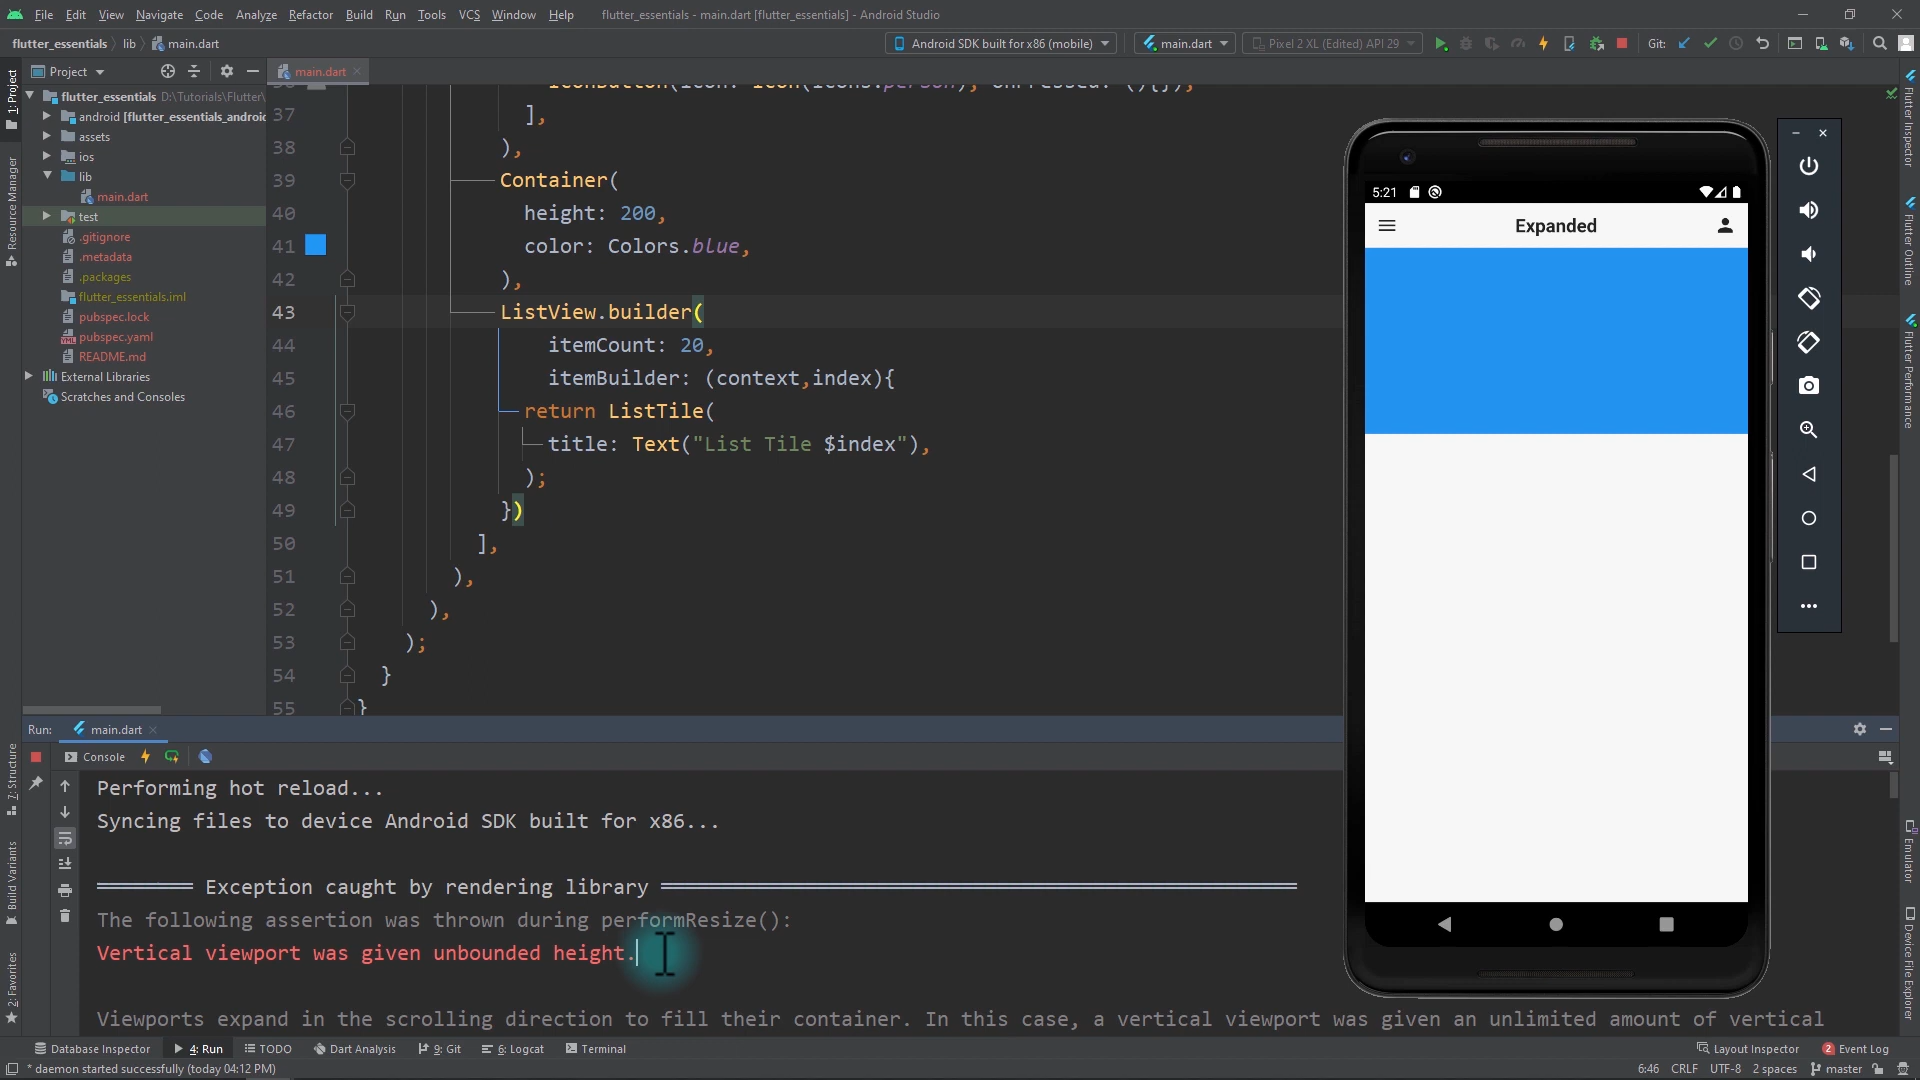 File Edit View Navigate Code Analyze Refactor Build Run Tools VCS Window Help flutter_essentials - main.dart [flutter_essentials] - Android Studio
flutter_essentials lib main.dart Android SDK built for x86 (mobile) main.dart Pixel 2 XL (Edited) API 29 Git:
Project main.dart
1: Project
Resource Manager
7: Structure
Build Variants
2: Favorites
flutter_essentials D:\Tutorials\Flutter\
android [flutter_essentials_android
assets
ios
lib
main.dart
test
.gitignore
.metadata
.packages
flutter_essentials.iml
pubspec.lock
pubspec.yaml
README.md
External Libraries
Scratches and Consoles
IconButton(icon: Icon(Icons.person), onPressed: (){}),
37 ],
38 ),
39 Container(
40 height: 200,
41 color: Colors.blue,
42 ),
43 ListView.builder(
44 itemCount: 20,
45 itemBuilder: (context,index){
46 return ListTile(
47 title: Text("List Tile $index"),
48 );
49 })
50 ],
51 ),
52 ),
53 );
54 }
55 }
5:21
Expanded
Flutter Inspector
Flutter Outline
Flutter Performance
Emulator
Device File Explorer
Run: main.dart
Console
Performing hot reload...
Syncing files to device Android SDK built for x86...
Exception caught by rendering library
The following assertion was thrown during performResize():
Vertical viewport was given unbounded height.
Viewports expand in the scrolling direction to fill their container. In this case, a vertical viewport was given an unlimited amount of vertical
Database Inspector 4: Run TODO Dart Analysis 9: Git 6: Logcat Terminal Layout Inspector 2 Event Log
* daemon started successfully (today 04:12 PM) 6:46 CRLF UTF-8 2 spaces master